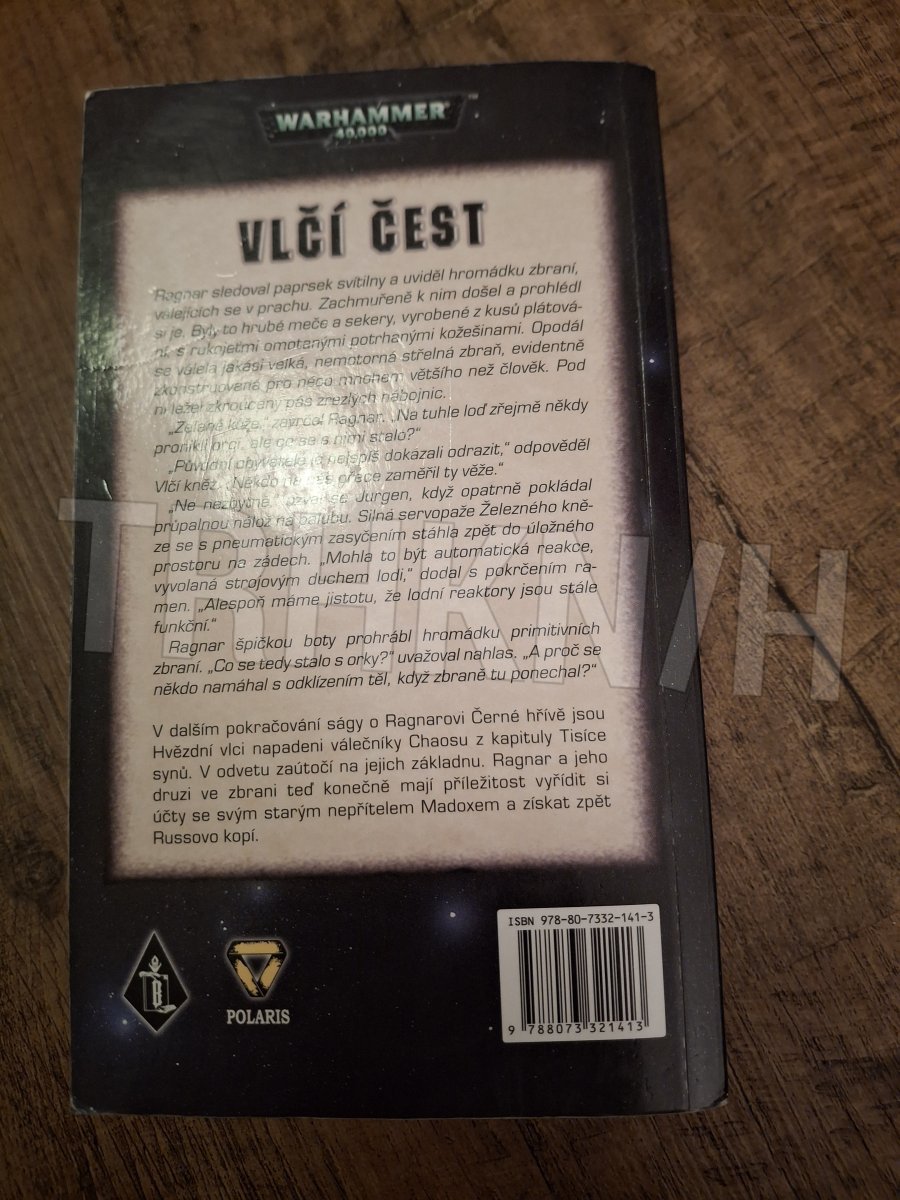 WARHAMMER™
40,000
VLČÍ ČEST
Ragnar sledoval paprsek svítilny a uviděl hromádku zbraní,
válejících se v prachu. Zachmuřeně k nim došel a prohlédl
si je. Byly to hrubé meče a sekery, vyrobené z kusů plátová-
ní, s rukojetmi omotanými potrhanými kožešinami. Opodál
se válela jakási velká, nemotorná střelná zbraň, evidentně
zkonstruovaná pro něco mnohem většího než člověk. Pod
ní ležel zkroucený pás zrezlých nábojnic.
„Zelené kůže,“ zavrčel Ragnar. „Na tuhle loď zřejmě někdy
pronikli orci, ale co se s nimi stalo?“
„Původní obyvatelé je nejspíš dokázali odrazit,“ odpověděl
Vlčí kněz. „Někdo na nás přece zaměřil ty věže.“
„Ne nezbytně,“ ozval se Jurgen, když opatrně pokládal
průpalnou nálož na palubu. Silná servopaže Železného kně-
ze se s pneumatickým zasyčením stáhla zpět do úložného
prostoru na zádech. „Mohla to být automatická reakce,
vyvolaná strojovým duchem lodi,“ dodal s pokrčením ra-
men. „Alespoň máme jistotu, že lodní reaktory jsou stále
funkční.“
Ragnar špičkou boty prohrábl hromádku primitivních
zbraní. „Co se tedy stalo s orky?“ uvažoval nahlas. „A proč se
někdo namáhal s odklízením těl, když zbraně tu ponechal?“
V dalším pokračování ságy o Ragnarovi Černé hřívě jsou
Hvězdní vlci napadeni válečníky Chaosu z kapituly Tisíce
synů. V odvetu zaútočí na jejich základnu. Ragnar a jeho
druzi ve zbrani teď konečně mají příležitost vyřídit si
účty se svým starým nepřítelem Madoxem a získat zpět
Russovo kopí.
ISBN 978-80-7332-141-3
9 788073 321413
POLARIS